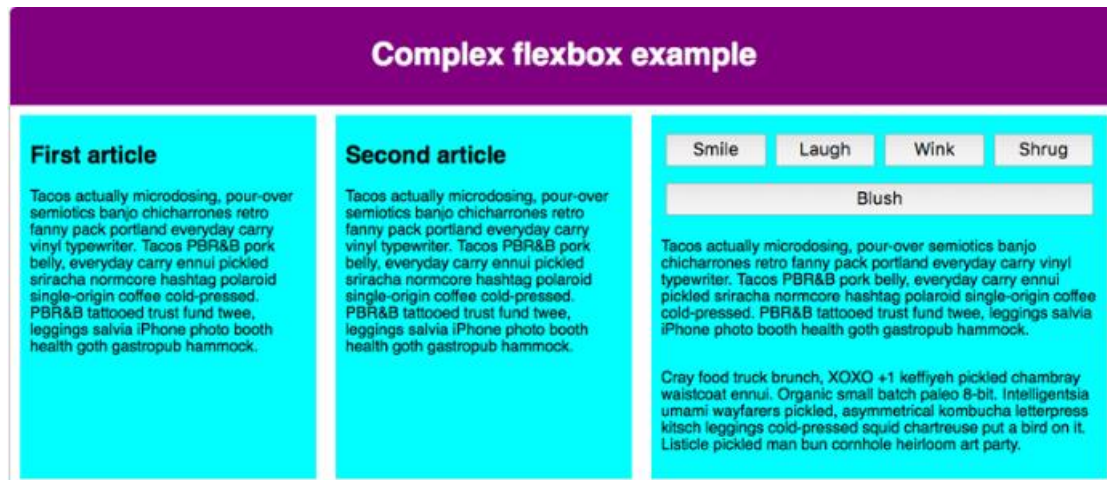 Complex flexbox example
First article
Tacos actually microdosing, pour-over
semiotics banjo chicharrones retro
fanny pack portland everyday carry
vinyl typewriter. Tacos PBR&B pork
belly, everyday carry ennui pickled
sriracha normcore hashtag polaroid
single-origin coffee cold-pressed.
PBR&B tattooed trust fund twee,
leggings salvia iPhone photo booth
health goth gastropub hammock.
Second article
Tacos actually microdosing, pour-over
semiotics banjo chicharrones retro
fanny pack portland everyday carry
vinyl typewriter. Tacos PBR&B pork
belly, everyday carry ennui pickled
sriracha normcore hashtag polaroid
single-origin coffee cold-pressed.
PBR&B tattooed trust fund twee,
leggings salvia iPhone photo booth
health goth gastropub hammock.
Smile Laugh Wink Shrug
Blush
Tacos actually microdosing, pour-over semiotics banjo
chicharrones retro fanny pack portland everyday carry vinyl
typewriter. Tacos PBR&B pork belly, everyday carry ennui
pickled sriracha normcore hashtag polaroid single-origin coffee
cold-pressed. PBR&B tattooed trust fund twee, leggings salvia
iPhone photo booth health goth gastropub hammock.
Cray food truck brunch, XOXO +1 keffiyeh pickled chambray
waistcoat ennui. Organic small batch paleo 8-bit. Intelligentsia
umami wayfarers pickled, asymmetrical kombucha letterpress
kitsch leggings cold-pressed squid chartreuse put a bird on it.
Listicle pickled man bun cornhole heirloom art party.